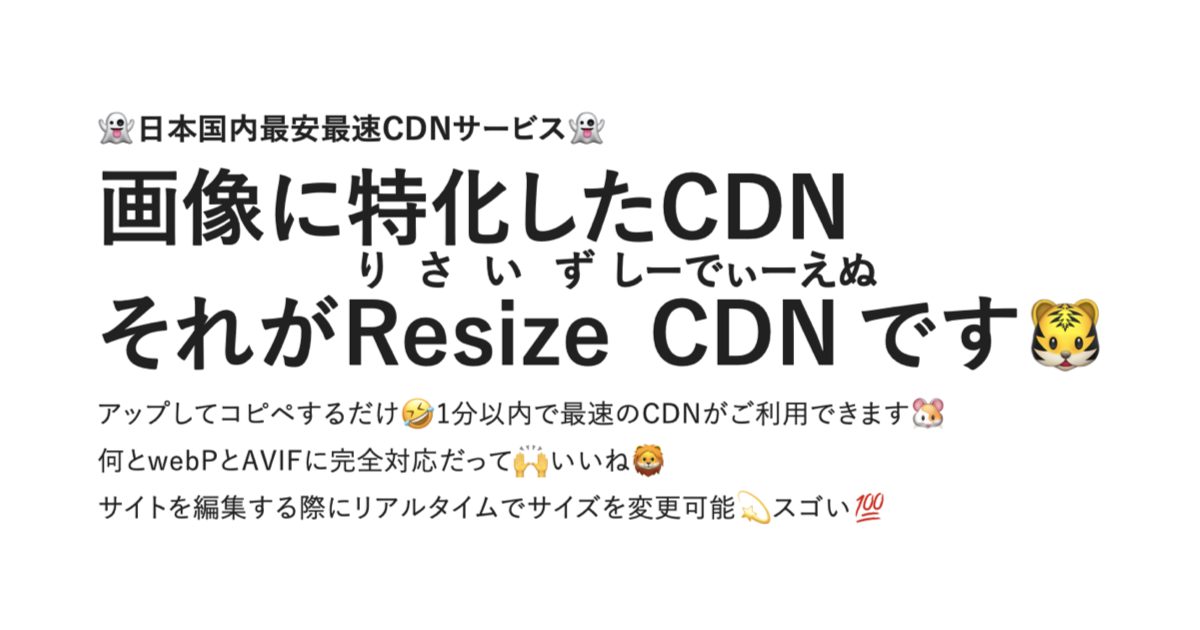 👻日本国内最安最速CDNサービス👻
画像に特化したCDN
りさいず しーでぃーえぬ
それがResize CDNです🐯
アップしてコピペするだけ🤣1分以内で最速のCDNがご利用できます🐹
何とwebPとAVIFに完全対応だって🙌いいね🦁
サイトを編集する際にリアルタイムでサイズを変更可能💫スゴい💯